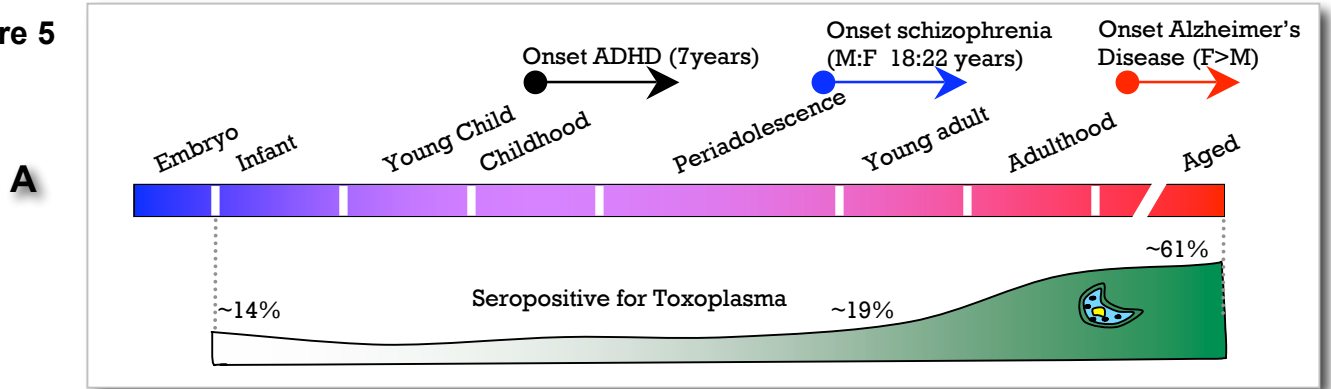 re 5
A
Onset ADHD (7years)
Onset schizophrenia
(M:F 18:22 years)
Onset Alzheimer's
Disease (F>M)
Embryo
Infant
Young Child
Childhood
Periadolescence
Young adult
Adulthood
Aged
~14%
Seropositive for Toxoplasma
~19%
~61%